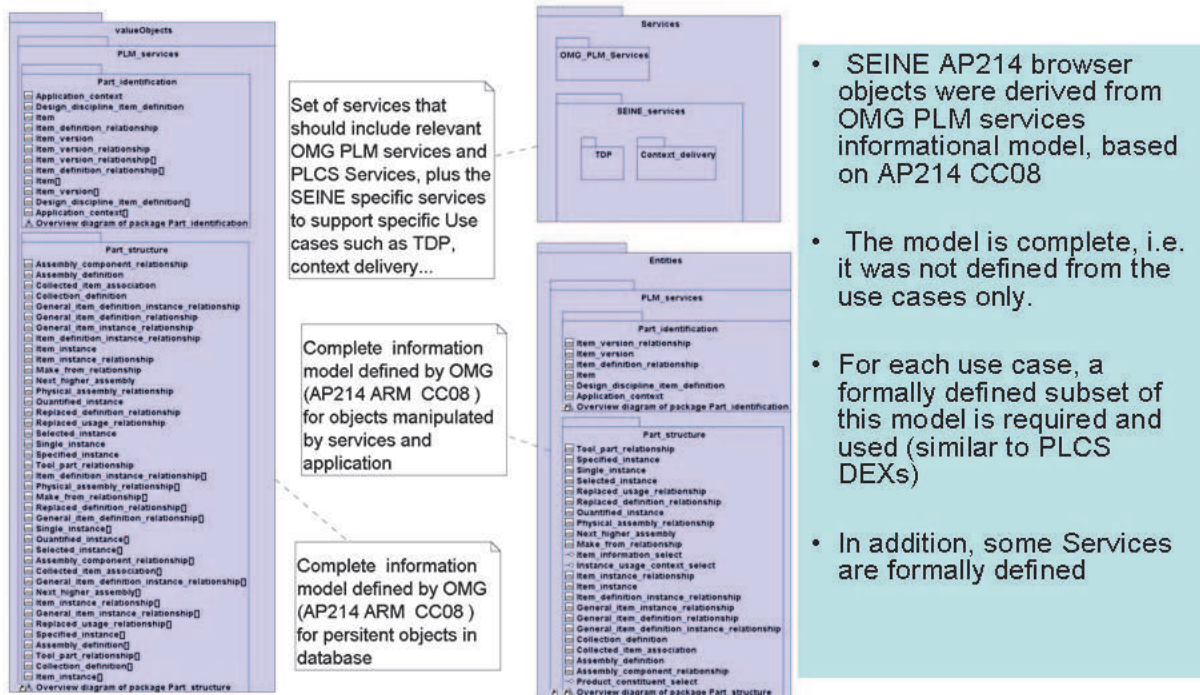 valueObjects
PLM_services
Part_identification
Application_context
Design_discipline_item_definition
Item
Item_definition_relationship
Item_version
Item_version_relationship
Item_version_relationship[]
Item_definition_relationship[]
Item[]
Item_version[]
Design_discipline_item_definition[]
Application_context[]
Overview diagram of package Part_identification
Part_structure
Assembly_component_relationship
Assembly_definition
Collected_item_association
Collection_definition
General_item_definition_instance_relationship
General_item_definition_relationship
General_item_instance_relationship
Item_definition_instance_relationship
Item_instance
Item_instance_relationship
Make_from_relationship
Next_higher_assembly
Physical_assembly_relationship
Quantified_instance
Replaced_definition_relationship
Replaced_usage_relationship
Selected_instance
Single_instance
Specified_instance
Tool_part_relationship
Item_definition_instance_relationship[]
Physical_assembly_relationship[]
Make_from_relationship[]
Replaced_definition_relationship[]
General_item_definition_relationship[]
Single_instance[]
Quantified_instance[]
Selected_instance[]
Assembly_component_relationship[]
Collected_item_association[]
General_item_definition_instance_relationship[]
Next_higher_assembly[]
Item_instance_relationship[]
General_item_instance_relationship[]
Replaced_usage_relationship[]
Specified_instance[]
Assembly_definition[]
Tool_part_relationship[]
Collection_definition[]
Item_instance[]
Overview diagram of package Part_structure
Set of services that
should include relevant
OMG PLM services and
PLCS Services, plus the
SEINE specific services
to support specific Use
cases such as TDP,
context delivery...
Complete information
model defined by OMG
(AP214 ARM CC08 )
for objects manipulated
by services and
application
Complete information
model defined by OMG
(AP214 ARM CC08 )
for persitent objects in
database
Services
OMG_PLM_Services
SEINE_services
TDP
Context_delivery
Entities
PLM_services
Part_identification
Item_version_relationship
Item_version
Item_definition_relationship
Item
Design_discipline_item_definition
Application_context
Overview diagram of package Part_identification
Part_structure
Tool_part_relationship
Specified_instance
Single_instance
Selected_instance
Replaced_usage_relationship
Replaced_definition_relationship
Quantified_instance
Physical_assembly_relationship
Next_higher_assembly
Make_from_relationship
Item_information_select
Instance_usage_context_select
Item_instance_relationship
Item_instance
Item_definition_instance_relationship
General_item_instance_relationship
General_item_definition_relationship
General_item_definition_instance_relationship
Collection_definition
Collected_item_association
Assembly_definition
Assembly_component_relationship
Product_constituent_select
Overview diagram of package Part_structure
• SEINE AP214 browser
objects were derived from
OMG PLM services
informational model, based
on AP214 CC08
• The model is complete, i.e.
it was not defined from the
use cases only.
• For each use case, a
formally defined subset of
this model is required and
used (similar to PLCS
DEXs)
• In addition, some Services
are formally defined